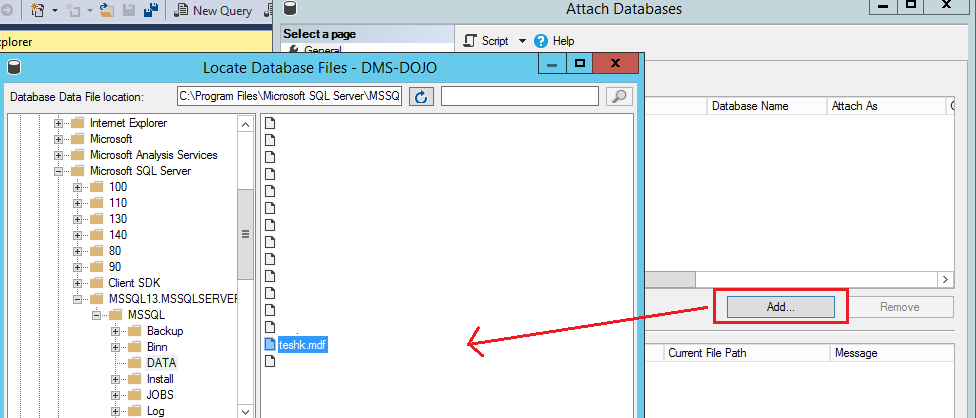 New Query
Attach Databases
xplorer
Select a page
General
Script
Help
Locate Database Files - DMS-DOJO
Database Data File location:
C:\Program Files\Microsoft SQL Server\MSSQ
Internet Explorer
Microsoft
Microsoft Analysis Services
Microsoft SQL Server
100
110
130
140
80
90
Client SDK
MSSQL13.MSSQLSERVER
MSSQL
Backup
Binn
DATA
Install
JOBS
Log
teshk.mdf
Database Name
Attach As
Add...
Remove
Current File Path
Message